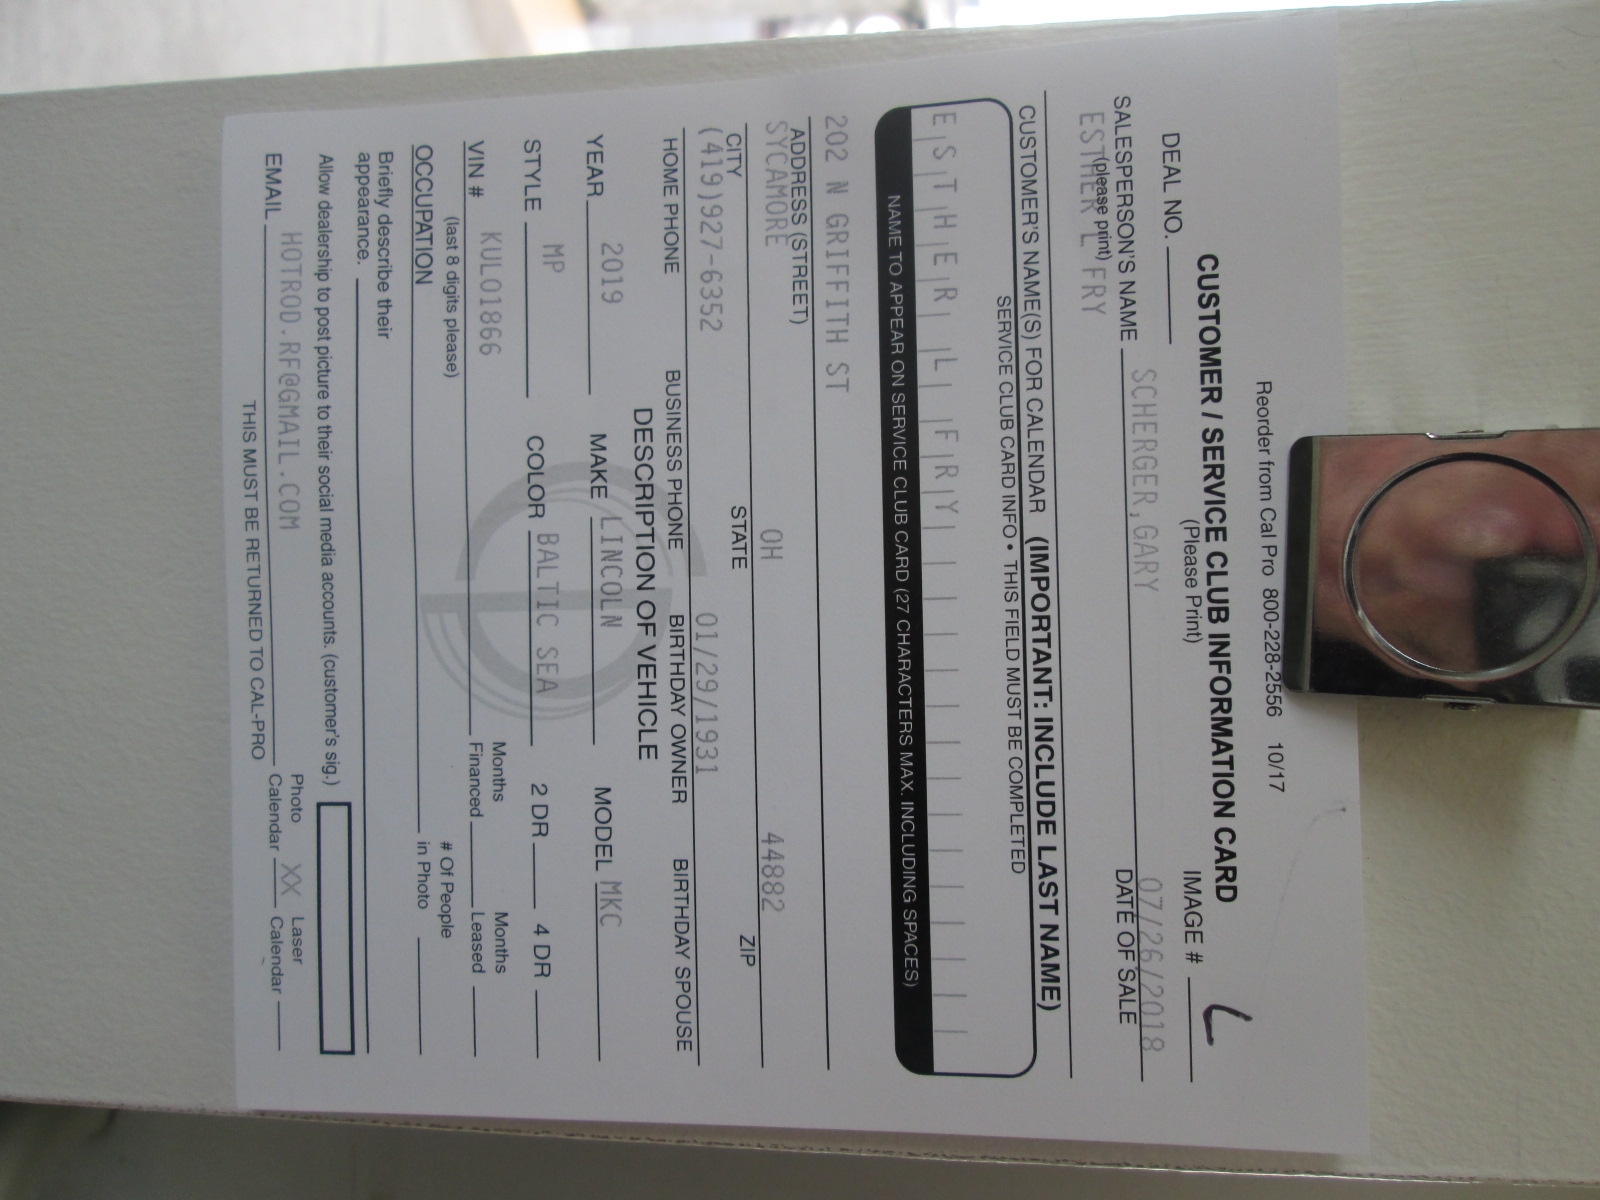 Reorder from Cal Pro 800-228-2556 10/17
CUSTOMER / SERVICE CLUB INFORMATION CARD
(Please Print)
DEAL NO. IMAGE #
SCHERGER,GARY 07/26/2018
SALESPERSON'S NAME DATE OF SALE
(please print)
ESTHER L FRY
CUSTOMER'S NAME(S) FOR CALENDAR (IMPORTANT: INCLUDE LAST NAME)
SERVICE CLUB CARD INFO • THIS FIELD MUST BE COMPLETED
ESTHER L FRY
NAME TO APPEAR ON SERVICE CLUB CARD (27 CHARACTERS MAX. INCLUDING SPACES)
202 N GRIFFITH ST
ADDRESS (STREET)
SYCAMORE OH 44882
CITY STATE ZIP
(419)927-6352 01/29/1931
HOME PHONE BUSINESS PHONE BIRTHDAY OWNER BIRTHDAY SPOUSE
DESCRIPTION OF VEHICLE
YEAR 2019 MAKE LINCOLN MODEL MKC
STYLE MP COLOR BALTIC SEA 2 DR 4 DR
VIN # KUL01866 Months Financed Months Leased
(last 8 digits please)
OCCUPATION # Of People in Photo
Briefly describe their
appearance.
Allow dealership to post picture to their social media accounts. (customer's sig.)
EMAIL HOTROD.RF@GMAIL.COM Photo Calendar XX Laser Calendar
THIS MUST BE RETURNED TO CAL-PRO